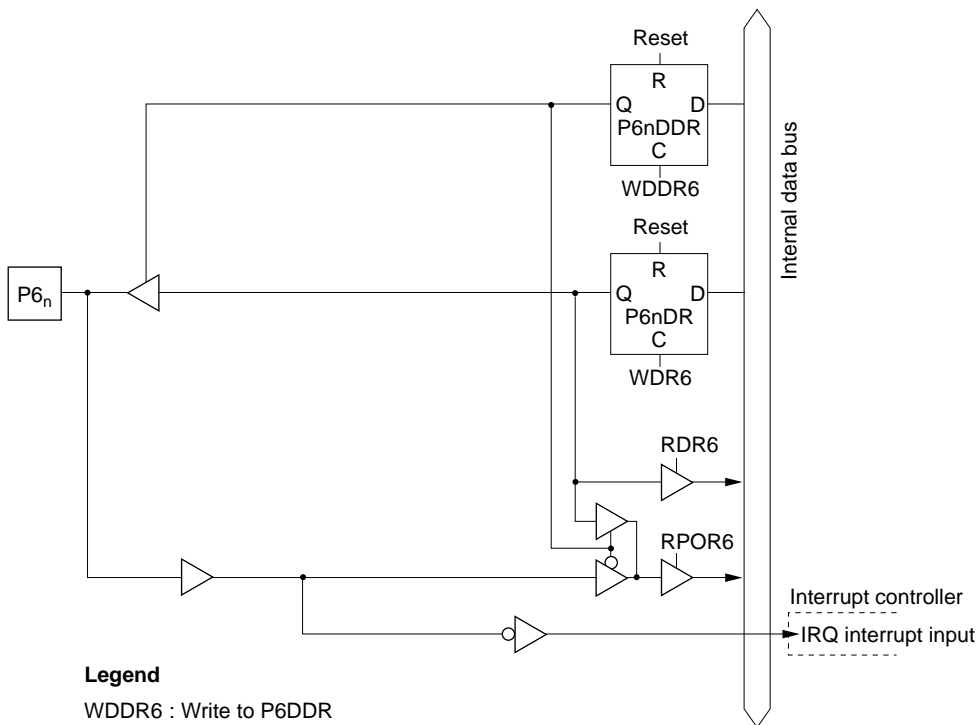 Reset
R
Q D
P6nDDR
C
WDDR6
Internal data bus
Reset
R
P6n
Q D
P6nDR
C
WDR6
RDR6
RPOR6
Interrupt controller
IRQ interrupt input
Legend
WDDR6 : Write to P6DDR